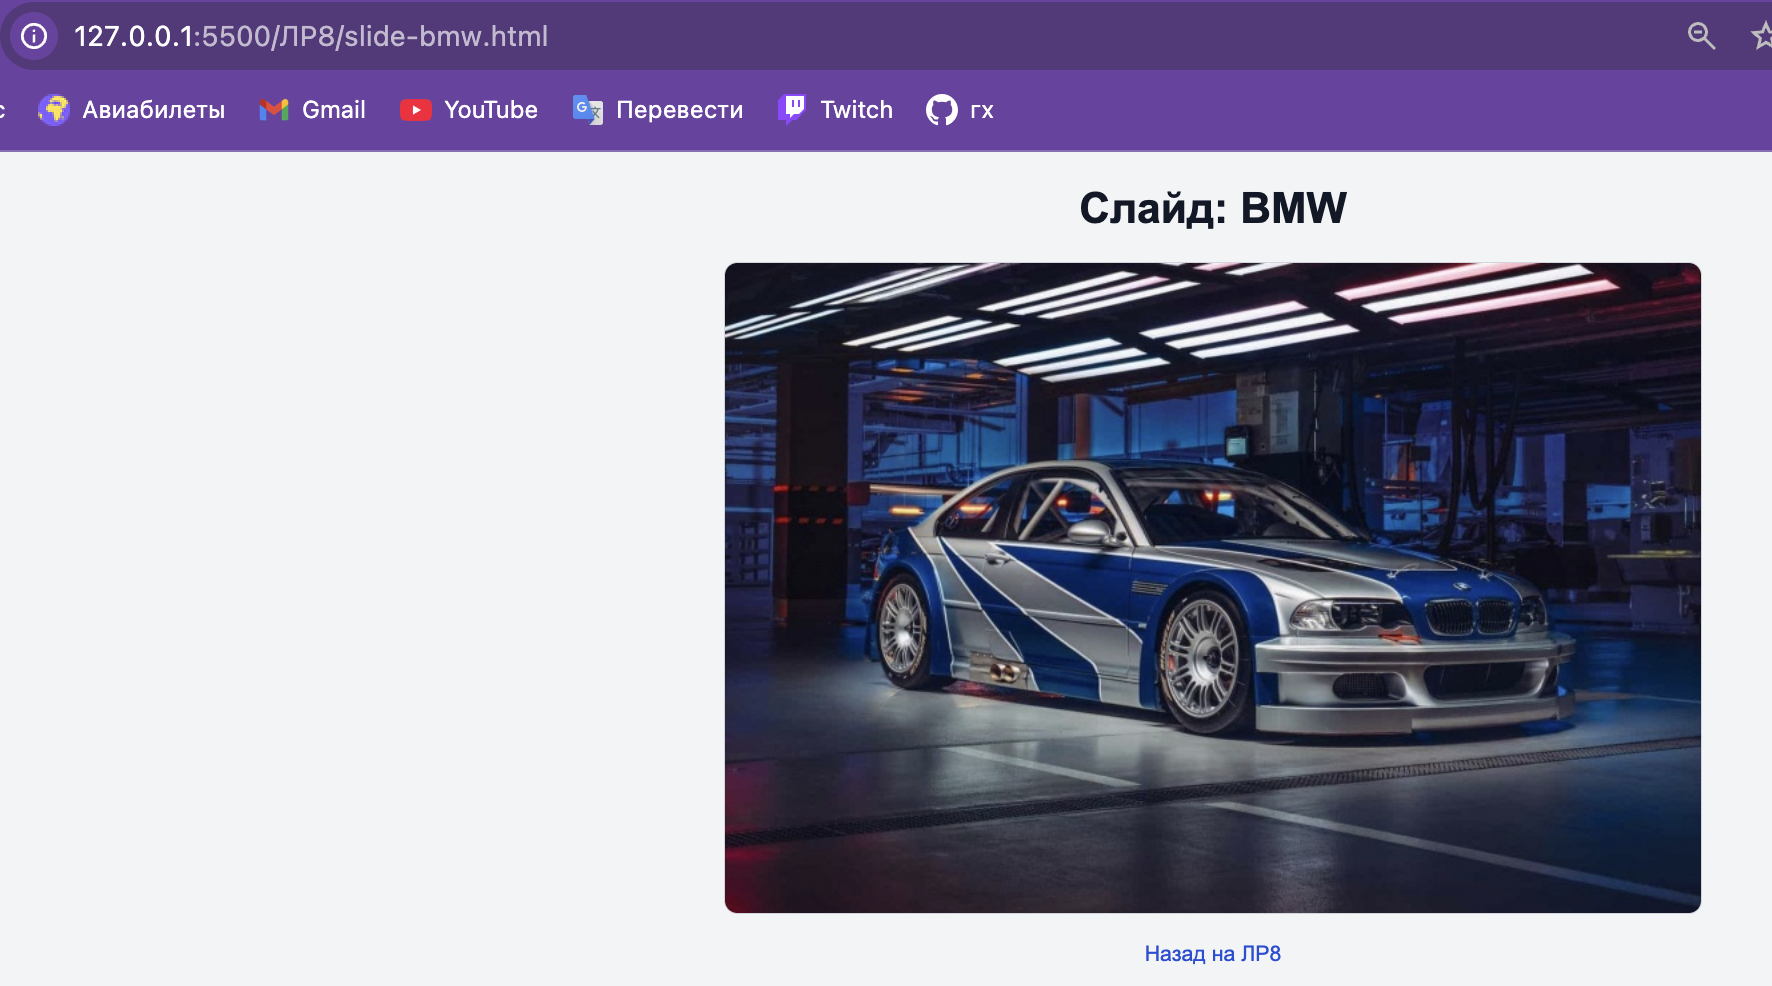 127.0.0.1:5500/ЛР8/slide-bmw.html
с Авиабилеты Gmail YouTube Перевести Twitch гх
Слайд: BMW
Назад на ЛР8